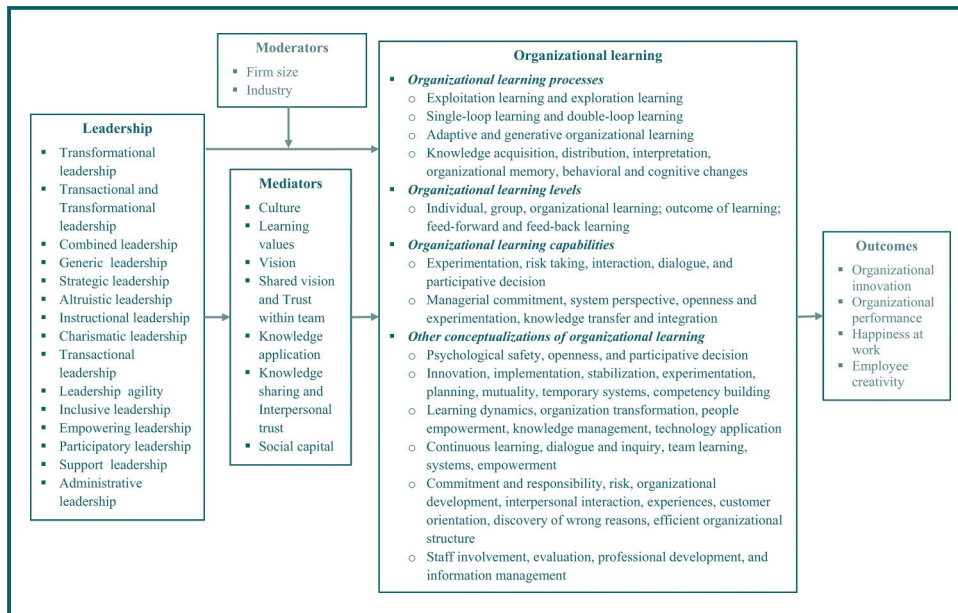 Moderators
▪ Firm size
▪ Industry
Leadership
▪ Transformational
leadership
▪ Transactional and
Transformational
leadership
▪ Combined leadership
▪ Generic leadership
▪ Strategic leadership
▪ Altruistic leadership
▪ Instructional leadership
▪ Charismatic leadership
▪ Transactional
leadership
▪ Leadership agility
▪ Inclusive leadership
▪ Empowering leadership
▪ Participatory leadership
▪ Support leadership
▪ Administrative
leadership
Mediators
▪ Culture
▪ Learning
values
▪ Vision
▪ Shared vision
and Trust
within team
▪ Knowledge
application
▪ Knowledge
sharing and
Interpersonal
trust
▪ Social capital
Organizational learning
▪ Organizational learning processes
o Exploitation learning and exploration learning
o Single-loop learning and double-loop learning
o Adaptive and generative organizational learning
o Knowledge acquisition, distribution, interpretation,
organizational memory, behavioral and cognitive changes
▪ Organizational learning levels
o Individual, group, organizational learning; outcome of learning;
feed-forward and feed-back learning
▪ Organizational learning capabilities
o Experimentation, risk taking, interaction, dialogue, and
participative decision
o Managerial commitment, system perspective, openness and
experimentation, knowledge transfer and integration
▪ Other conceptualizations of organizational learning
o Psychological safety, openness, and participative decision
o Innovation, implementation, stabilization, experimentation,
planning, mutuality, temporary systems, competency building
o Learning dynamics, organization transformation, people
empowerment, knowledge management, technology application
o Continuous learning, dialogue and inquiry, team learning,
systems, empowerment
o Commitment and responsibility, risk, organizational
development, interpersonal interaction, experiences, customer
orientation, discovery of wrong reasons, efficient organizational
structure
o Staff involvement, evaluation, professional development, and
information management
Outcomes
▪ Organizational
innovation
▪ Organizational
performance
▪ Happiness at
work
▪ Employee
creativity